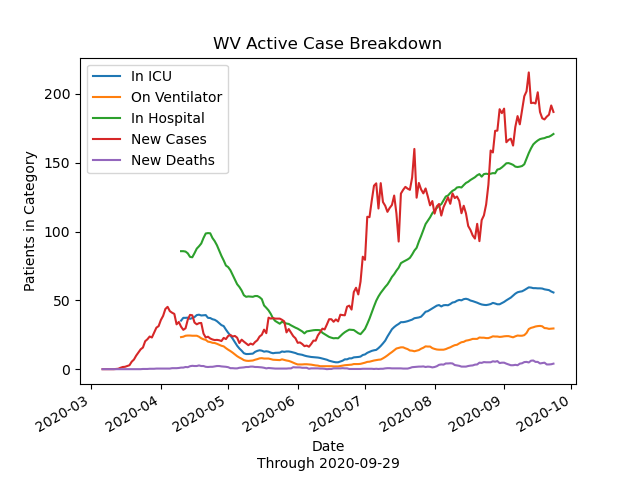 WV Active Case Breakdown
In ICU
On Ventilator
In Hospital
New Cases
New Deaths
Patients in Category
200
150
100
50
0
2020-03
2020-04
2020-05
2020-06
2020-07
2020-08
2020-09
2020-10
Date
Through 2020-09-29